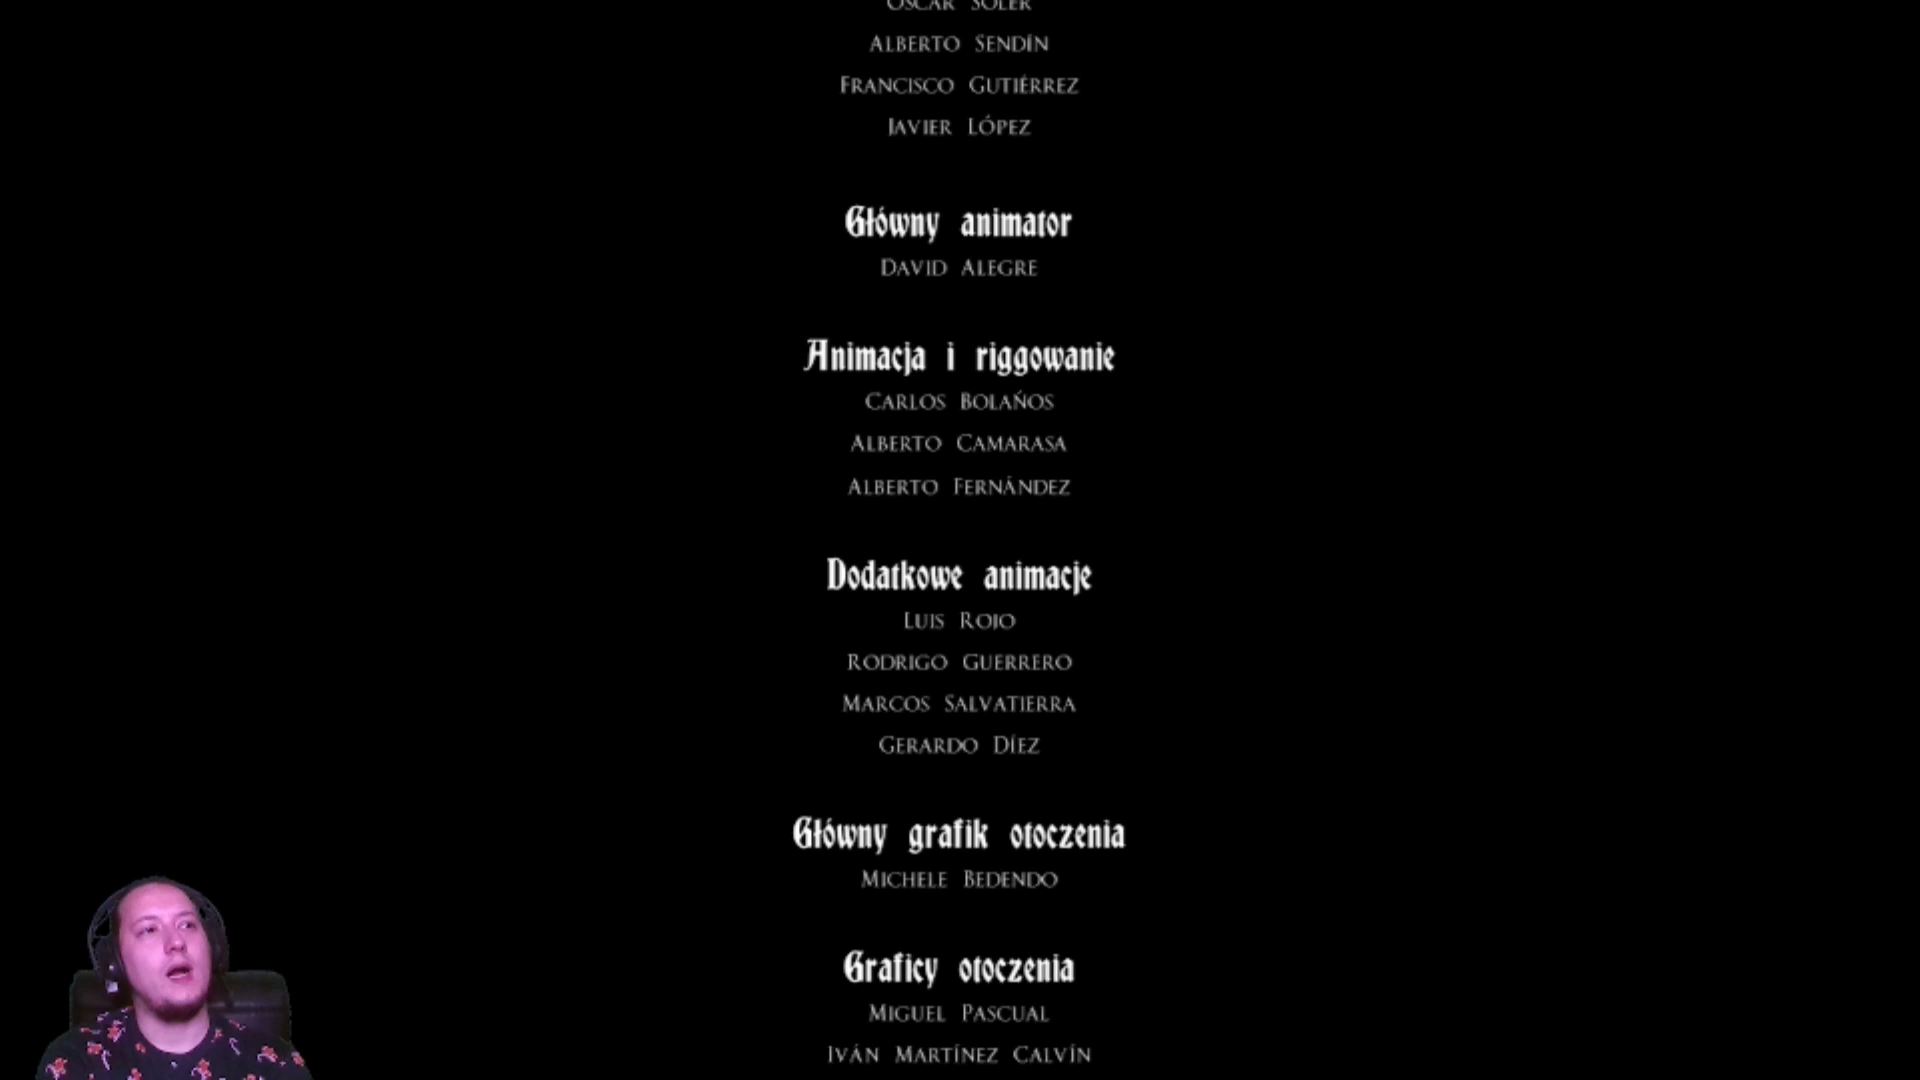 Óscar Soler
Alberto Sendín
Francisco Gutiérrez
Javier López
Główny animator
David Alegre
Animacja i riggowanie
Carlos Bolaños
Alberto Camarasa
Alberto Fernández
Dodatkowe animacje
Luis Rojo
Rodrigo Guerrero
Marcos Salvatierra
Gerardo Díez
Główny grafik otoczenia
Michele Bedendo
Graficy otoczenia
Miguel Pascual
Iván Martínez Calvín